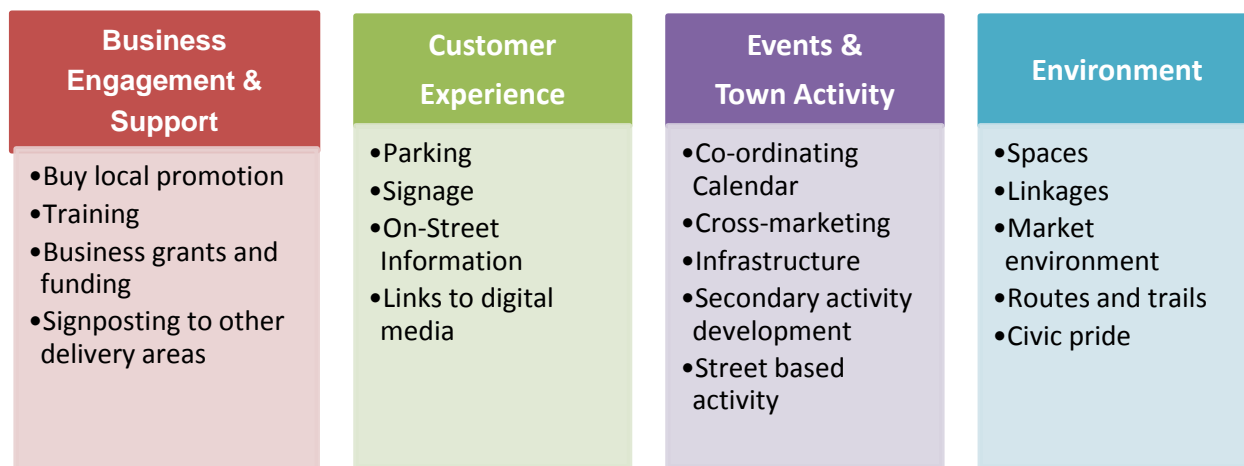 Business
Engagement &
Support
•Buy local promotion
•Training
•Business grants and
funding
•Signposting to other
delivery areas
Customer
Experience
•Parking
•Signage
•On-Street
Information
•Links to digital
media
Events &
Town Activity
•Co-ordinating
Calendar
•Cross-marketing
•Infrastructure
•Secondary activity
development
•Street based
activity
Environment
•Spaces
•Linkages
•Market
environment
•Routes and trails
•Civic pride